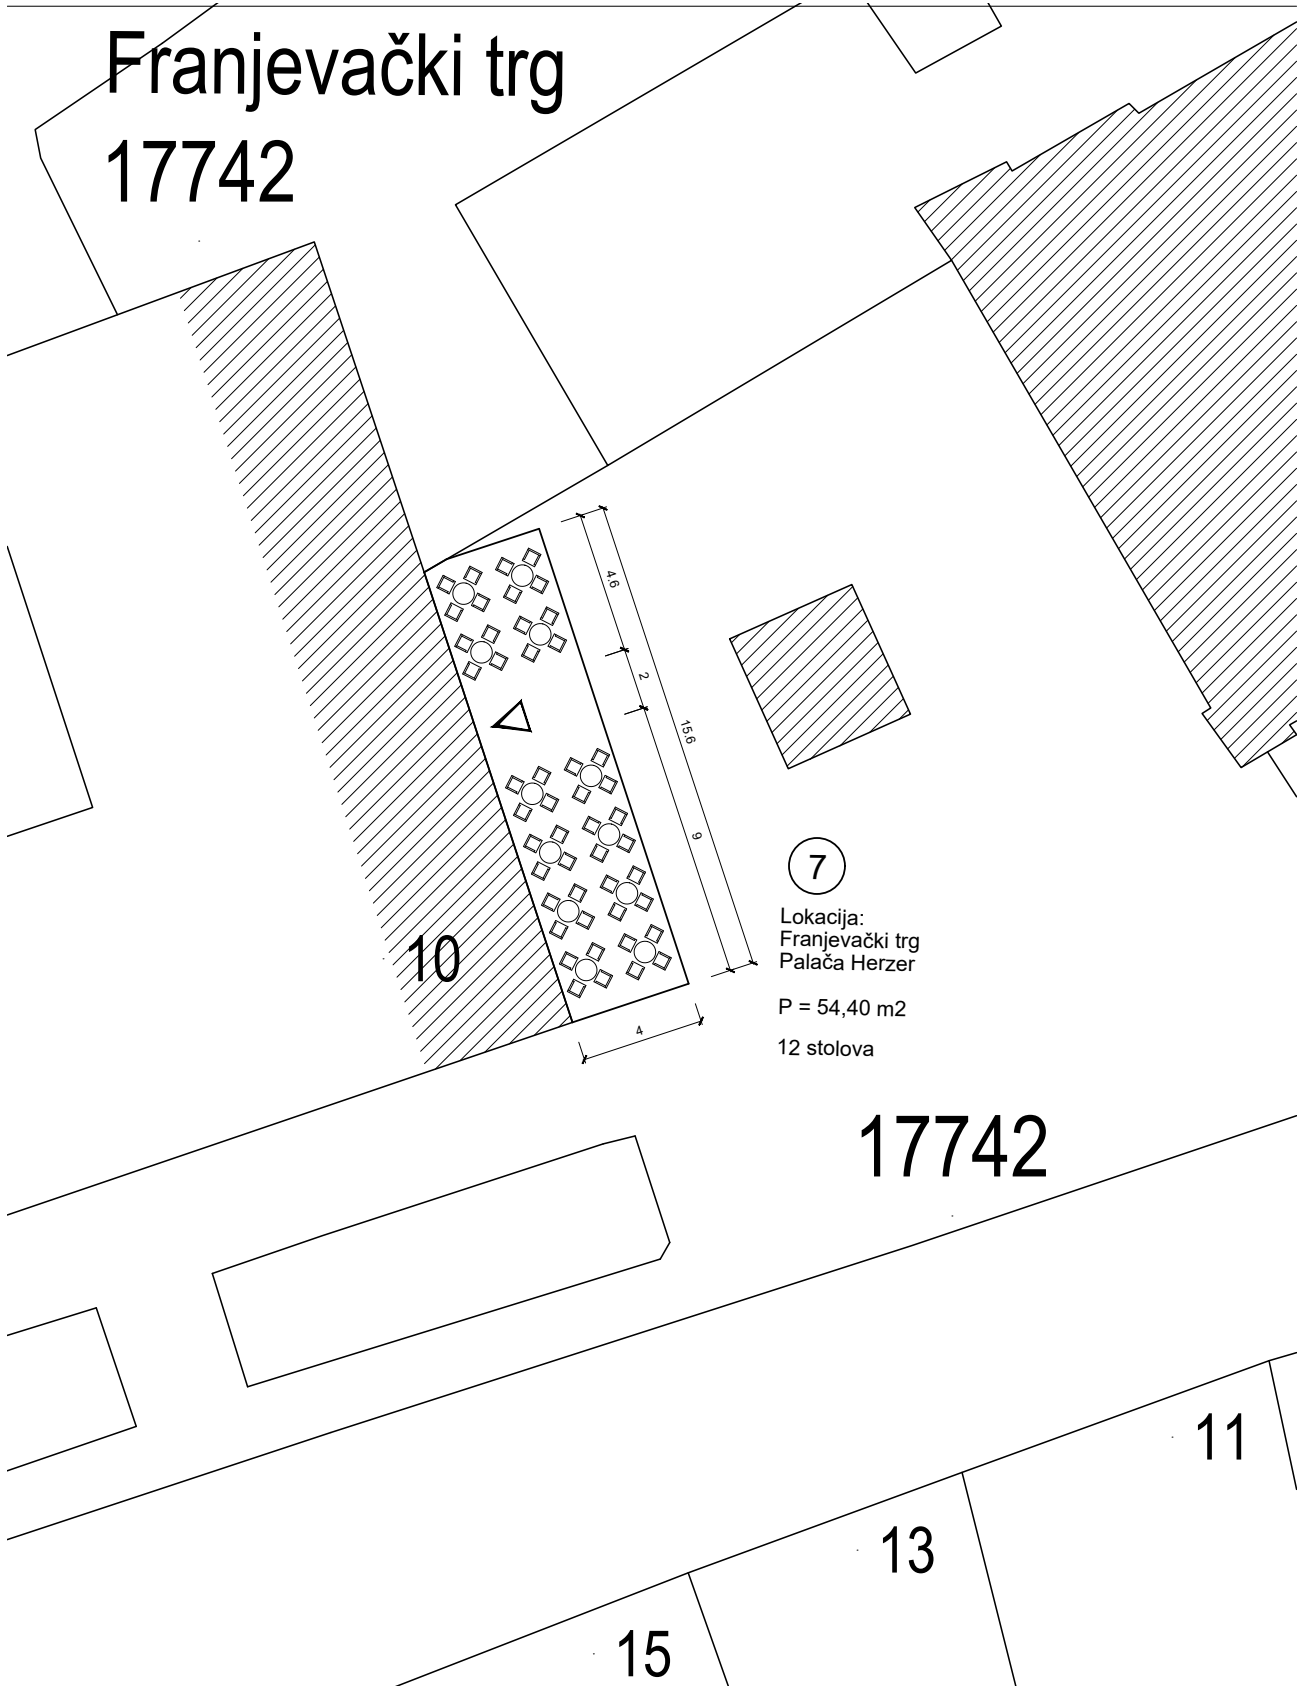 Franjevački trg
17742
4.6
2
15.6
9
7
Lokacija:
Franjevački trg
Palača Herzer
P = 54,40 m2
12 stolova
10
4
17742
11
13
15